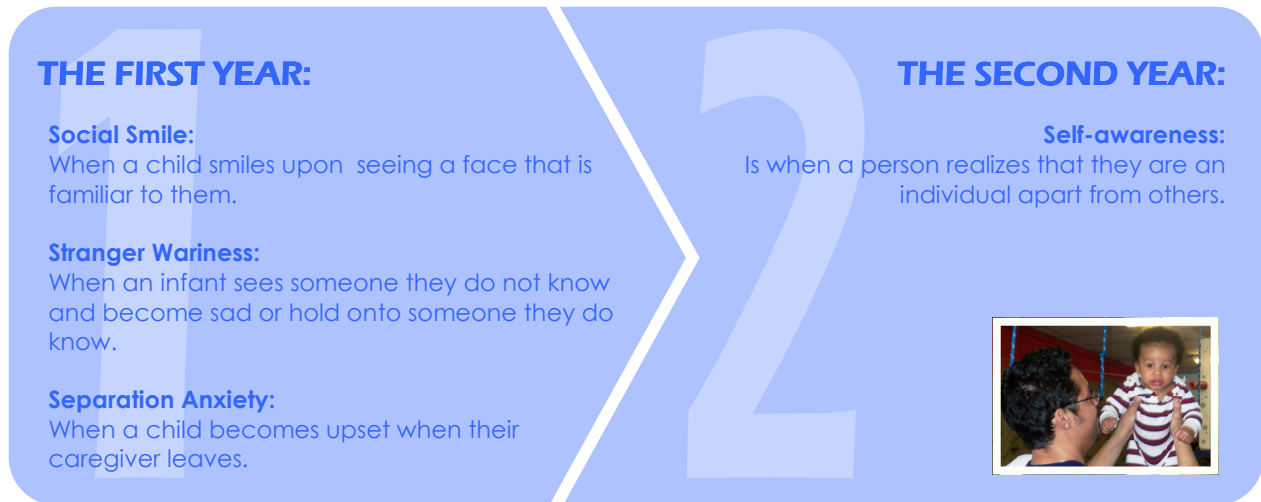 1
THE FIRST YEAR:
Social Smile:
When a child smiles upon  seeing a face that is
familiar to them.
Stranger Wariness:
When an infant sees someone they do not know
and become sad or hold onto someone they do
know.
Separation Anxiety:
When a child becomes upset when their
caregiver leaves.
2
THE SECOND YEAR:
Self-awareness:
Is when a person realizes that they are an
individual apart from others.